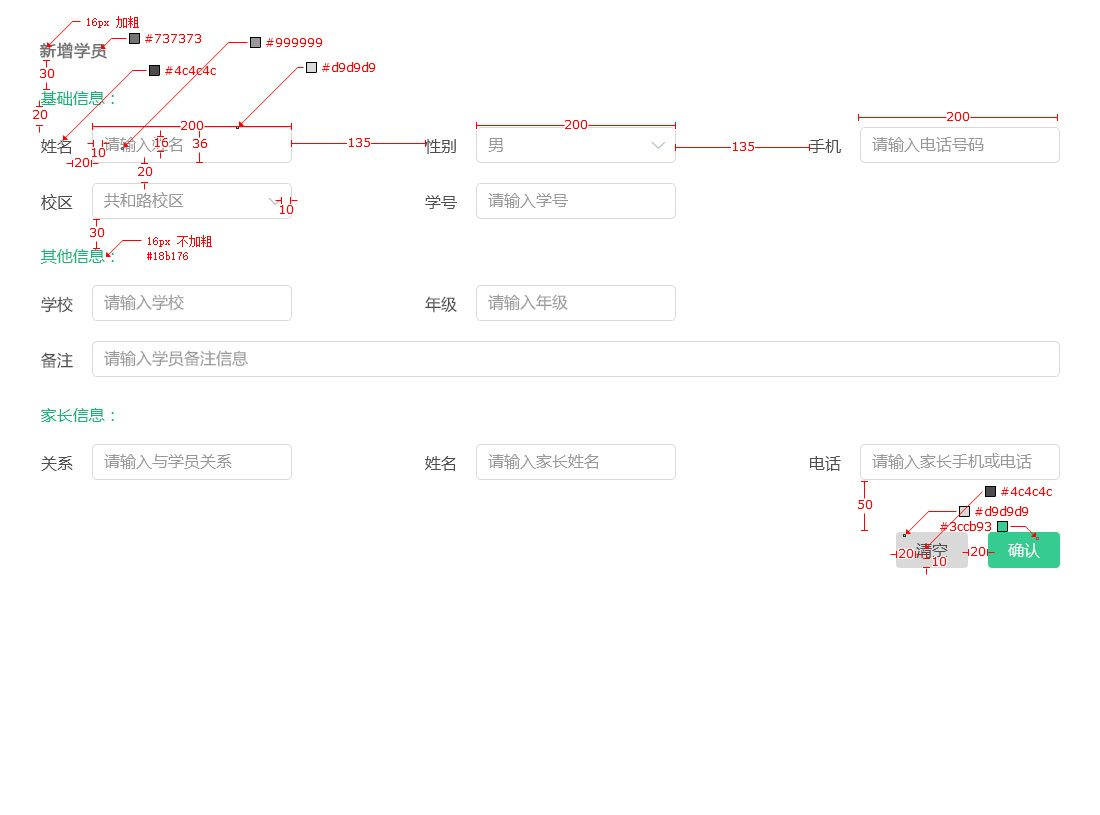 16px 加粗
#737373
#999999
新增学员
#4c4c4c
#d9d9d9
30
基础信息：
20
200
200
200
姓名
请输入姓名
16
36
10
20
20
135
性别
男
135
手机
请输入电话号码
校区
共和路校区
10
学号
请输入学号
30
16px 不加粗
#18b176
其他信息：
学校
请输入学校
年级
请输入年级
备注
请输入学员备注信息
家长信息：
关系
请输入与学员关系
姓名
请输入家长姓名
电话
请输入家长手机或电话
50
#4c4c4c
#d9d9d9
#3ccb93
20
清空
10
20
确认